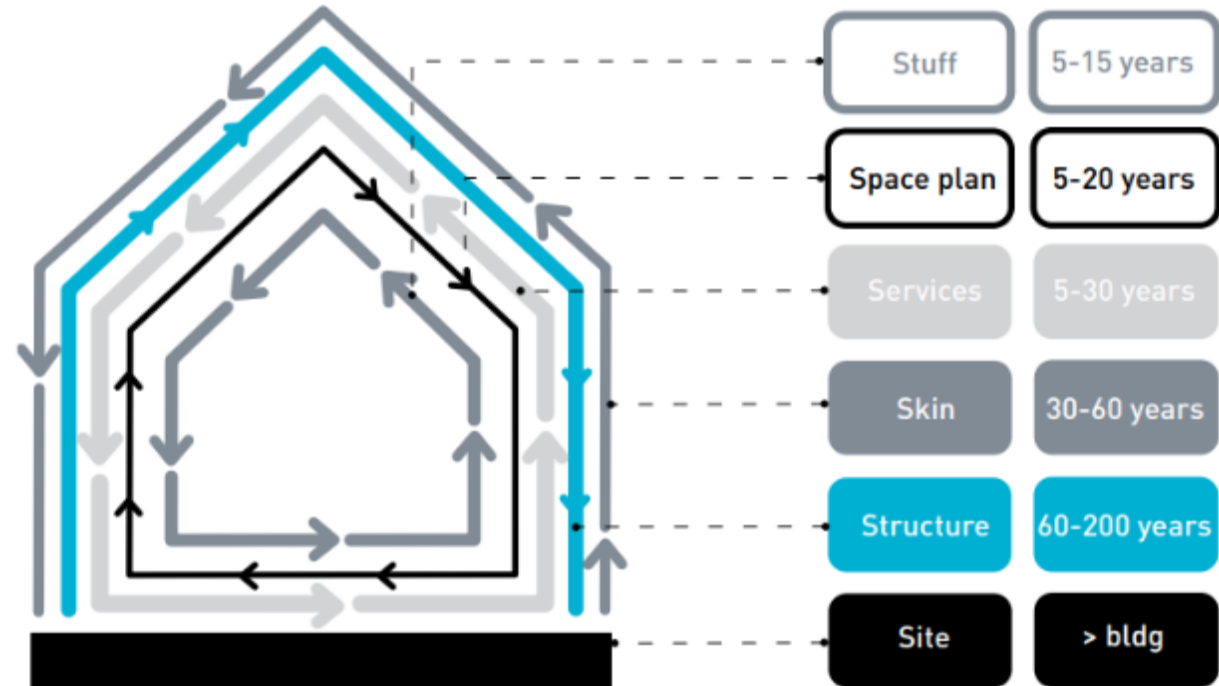 Stuff 5-15 years
Space plan 5-20 years
Services 5-30 years
Skin 30-60 years
Structure 60-200 years
Site > bldg